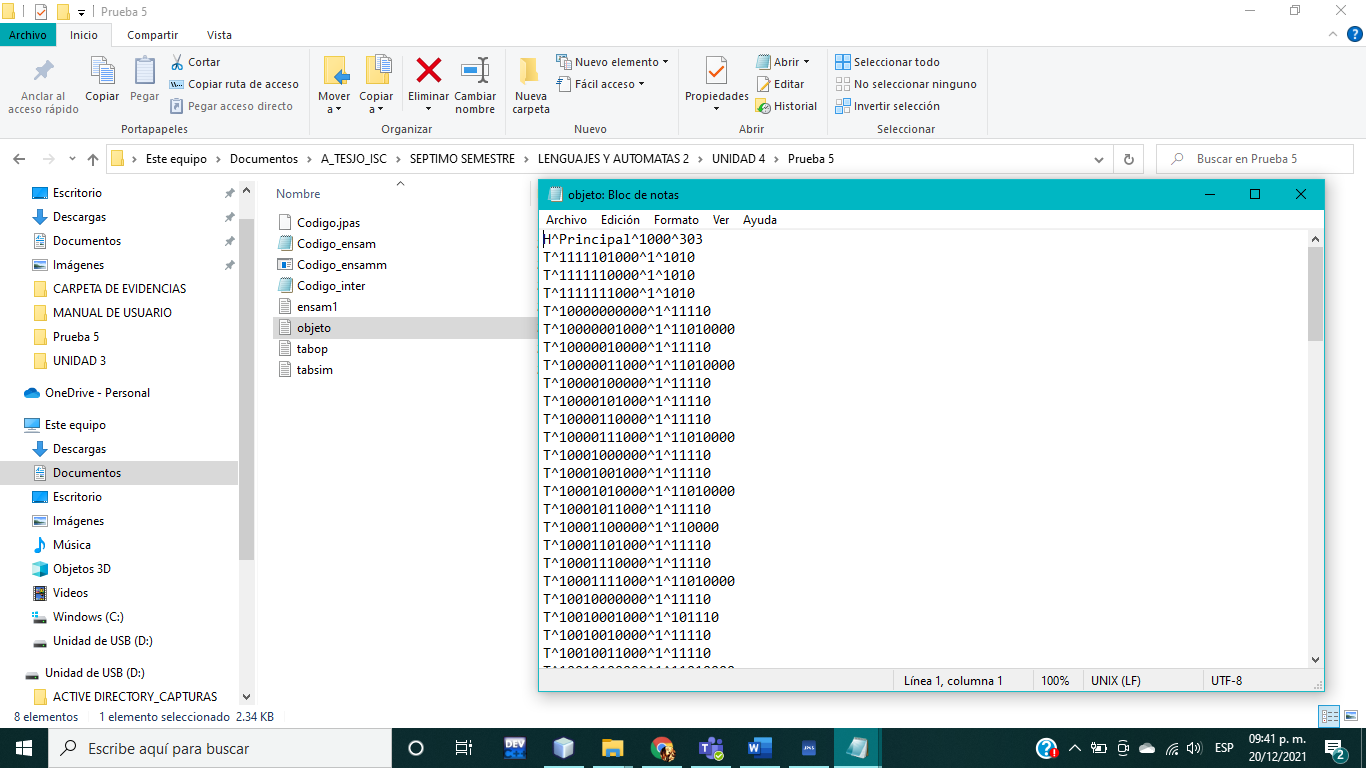 Prueba 5
Archivo Inicio Compartir Vista
Anclar al acceso rápido
Copiar
Pegar
Cortar
Copiar ruta de acceso
Pegar acceso directo
Portapapeles
Mover a
Copiar a
Eliminar
Cambiar nombre
Organizar
Nueva carpeta
Nuevo elemento
Fácil acceso
Nuevo
Propiedades
Abrir
Editar
Historial
Abrir
Seleccionar todo
No seleccionar ninguno
Invertir selección
Seleccionar
Este equipo > Documentos > A_TESJO_ISC > SEPTIMO SEMESTRE > LENGUAJES Y AUTOMATAS 2 > UNIDAD 4 > Prueba 5
Buscar en Prueba 5
Escritorio
Descargas
Documentos
Imágenes
CARPETA DE EVIDENCIAS
MANUAL DE USUARIO
Prueba 5
UNIDAD 3
OneDrive - Personal
Este equipo
Descargas
Documentos
Escritorio
Imágenes
Música
Objetos 3D
Videos
Windows (C:)
Unidad de USB (D:)
Unidad de USB (D:)
ACTIVE DIRECTORY_CAPTURAS
Nombre
Codigo.jpas
Codigo_ensam
Codigo_ensamm
Codigo_inter
ensam1
objeto
tabop
tabsim
objeto: Bloc de notas
Archivo Edición Formato Ver Ayuda
H^Principal^1000^303
T^1111101000^1^1010
T^1111110000^1^1010
T^1111111000^1^1010
T^10000000000^1^11110
T^10000001000^1^11010000
T^10000010000^1^11110
T^10000011000^1^11010000
T^10000100000^1^11110
T^10000101000^1^11110
T^10000110000^1^11110
T^10000111000^1^11010000
T^10001000000^1^11110
T^10001001000^1^11110
T^10001010000^1^11010000
T^10001011000^1^11110
T^10001100000^1^110000
T^10001101000^1^11110
T^10001110000^1^11110
T^10001111000^1^11010000
T^10010000000^1^11110
T^10010001000^1^101110
T^10010010000^1^11110
T^10010011000^1^11110
T^10010100000^1^11010000
Línea 1, columna 1 100% UNIX (LF) UTF-8
8 elementos 1 elemento seleccionado 2.34 KB
Escribe aquí para buscar
DEV
ESP
09:41 p. m.
20/12/2021
2